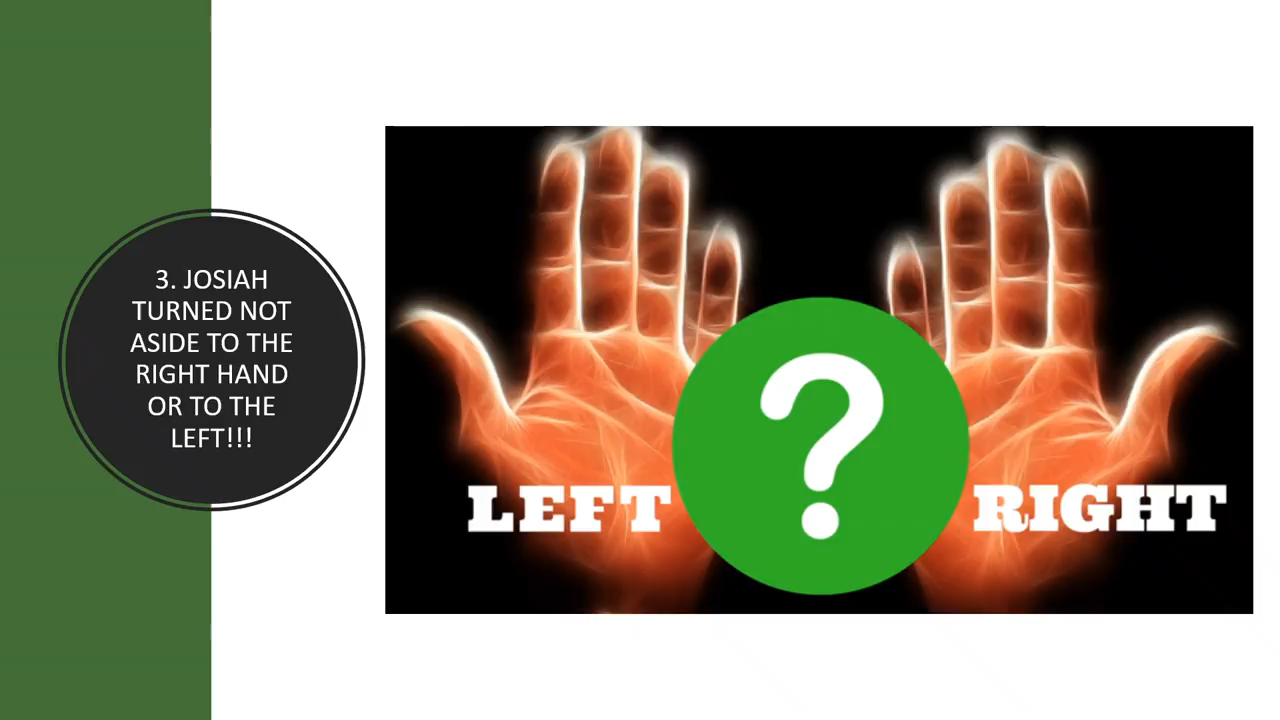 3. JOSIAH
TURNED NOT
ASIDE TO THE
RIGHT HAND
OR TO THE
LEFT!!!
LEFT
?
RIGHT